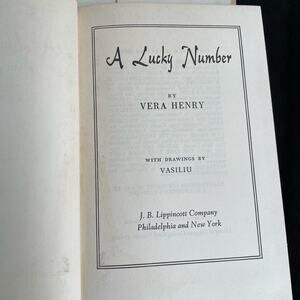 A Lucky Number
BY
VERA HENRY
WITH DRAWINGS BY
VASILIU
J. B. Lippincott Company
Philadelphia and New York